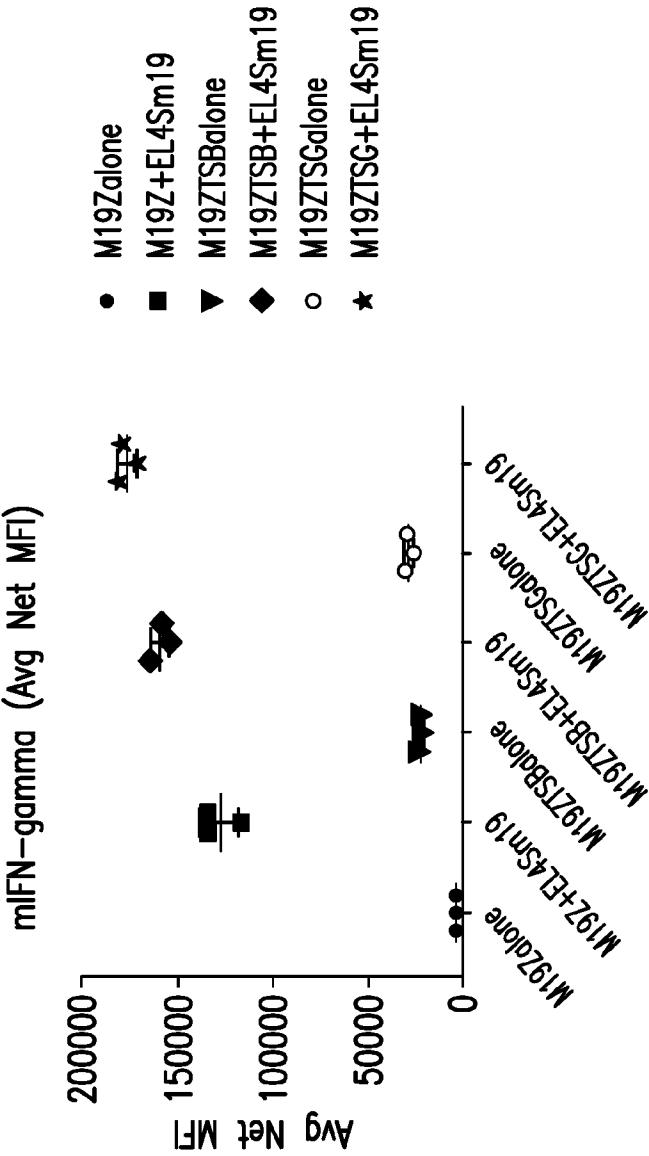 mIFN-gamma (Avg Net MFI)
Avg Net MFI
200000
150000
100000
50000
0
M19Zalone
M19Z+EL4Sm19
M19ZTSBalone
M19ZTSB+EL4Sm19
M19ZTSGalone
M19ZTSG+EL4Sm19
M19Zalone
M19Z+EL4Sm19
M19ZTSBalone
M19ZTSB+EL4Sm19
M19ZTSGalone
M19ZTSG+EL4Sm19